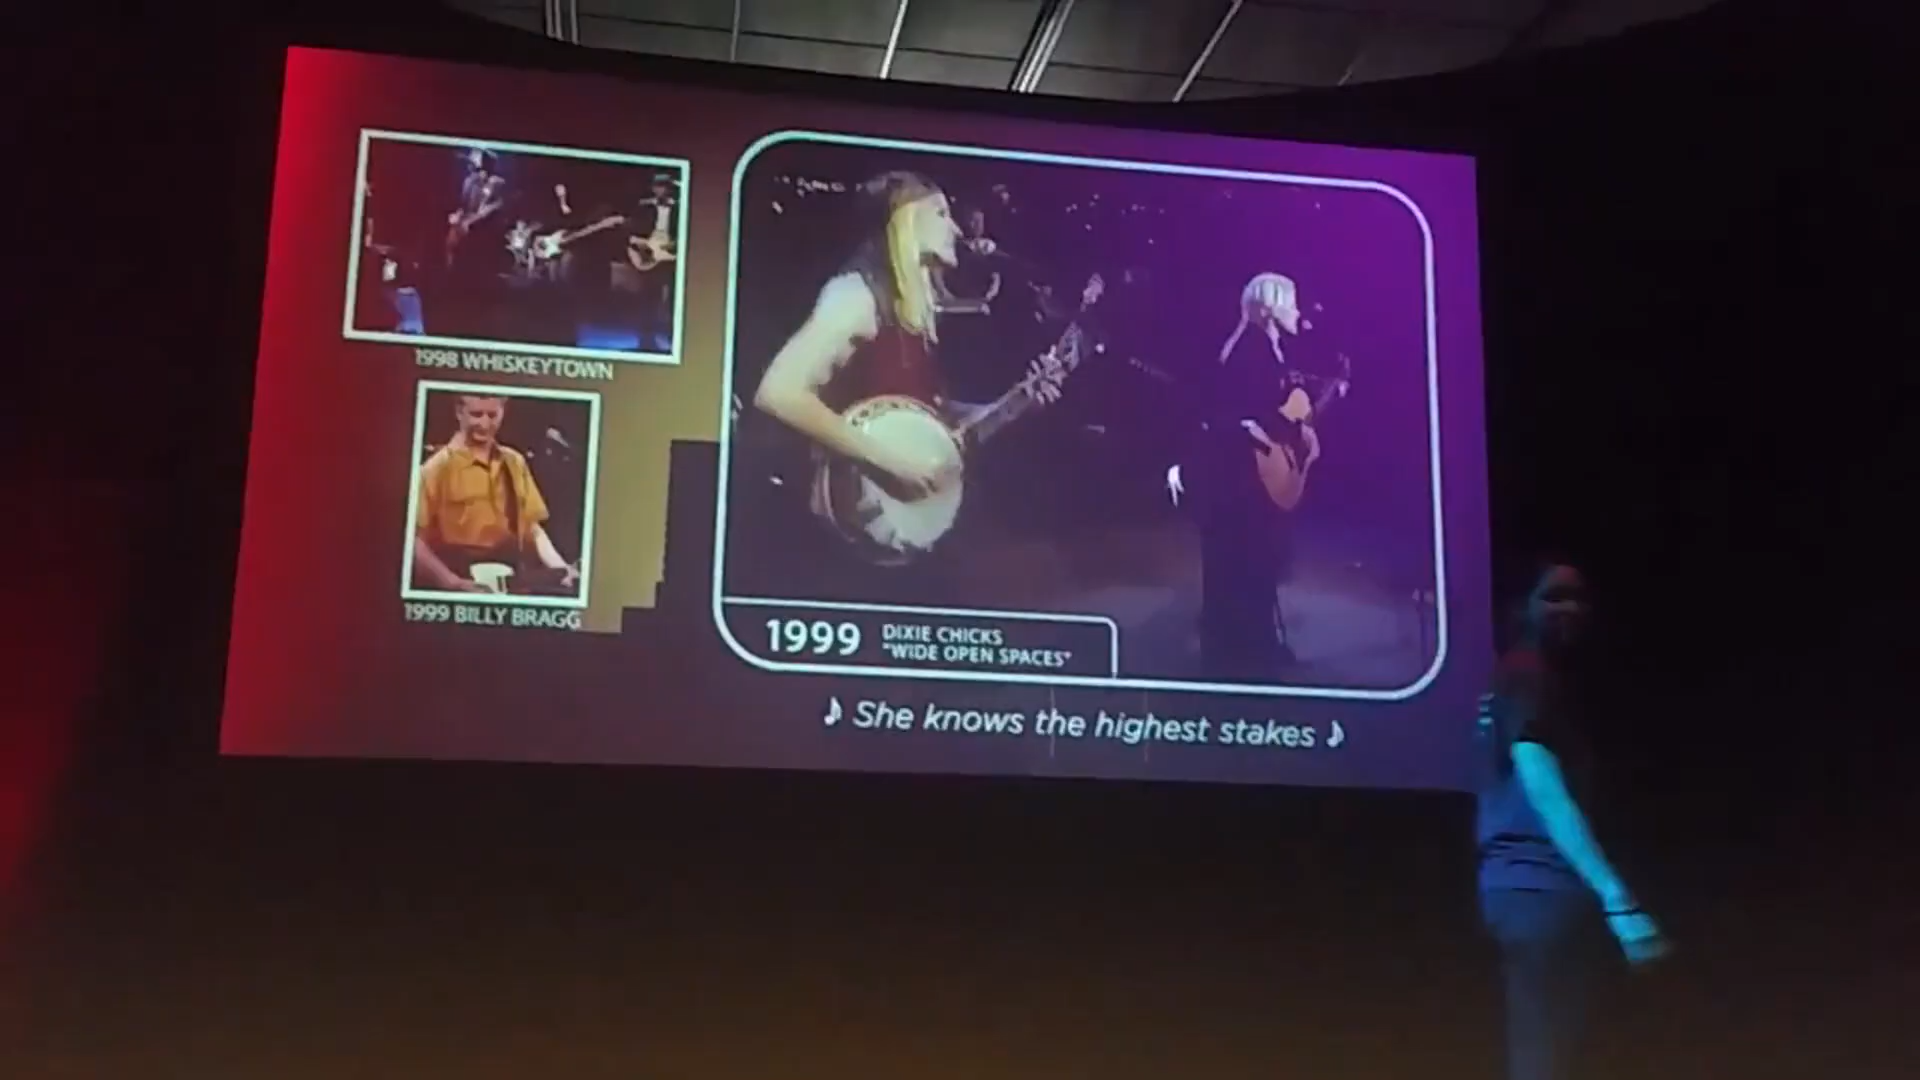 1998 WHISKEYTOWN
1999 BILLY BRAGG
1999
DIXIE CHICKS
"WIDE OPEN SPACES"
♪ She knows the highest stakes ♪